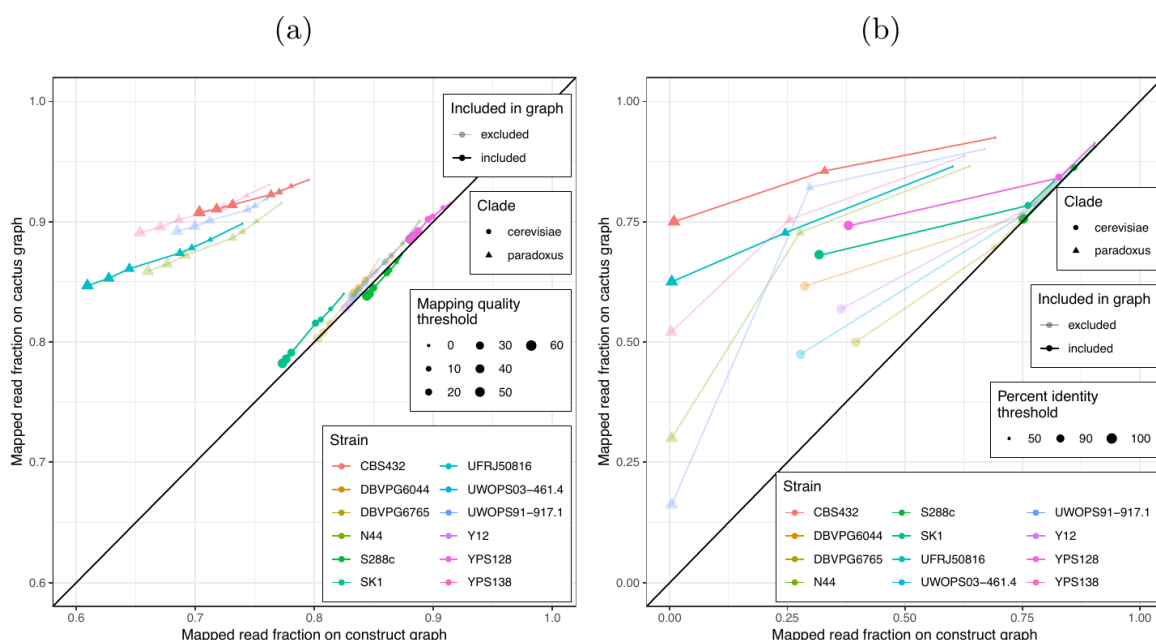 (a)
Mapped read fraction on cactus graph
1.0
0.9
0.8
0.7
0.6
0.6 0.7 0.8 0.9 1.0
Mapped read fraction on construct graph
Included in graph
excluded
included
Clade
cerevisiae
paradoxus
Mapping quality
threshold
0 30 60
10 40
20 50
Strain
CBS432 UFRJ50816
DBVPG6044 UWOPS03−461.4
DBVPG6765 UWOPS91−917.1
N44 Y12
S288c YPS128
SK1 YPS138
(b)
Mapped read fraction on cactus graph
1.00
0.75
0.50
0.25
0.00
0.00 0.25 0.50 0.75 1.00
Mapped read fraction on construct graph
Clade
cerevisiae
paradoxus
Included in graph
excluded
included
Percent identity
threshold
50 90 100
Strain
CBS432 S288c UWOPS91−917.1
DBVPG6044 SK1 Y12
DBVPG6765 UFRJ50816 YPS128
N44 UWOPS03−461.4 YPS138